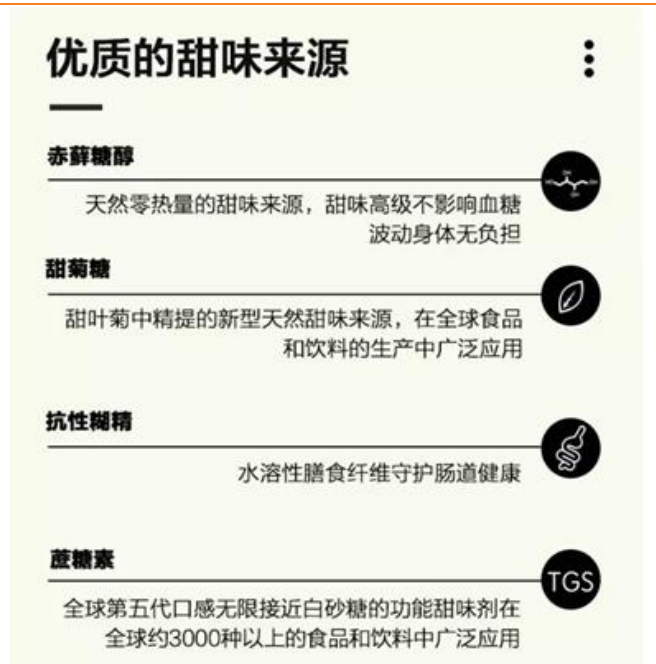 优质的甜味来源
赤藓糖醇
天然零热量的甜味来源，甜味高级不影响血糖
波动身体无负担
甜菊糖
甜叶菊中精提的新型天然甜味来源，在全球食品
和饮料的生产中广泛应用
抗性糊精
水溶性膳食纤维守护肠道健康
蔗糖素
TGS
全球第五代口感无限接近白砂糖的功能甜味剂在
全球约3000种以上的食品和饮料中广泛应用